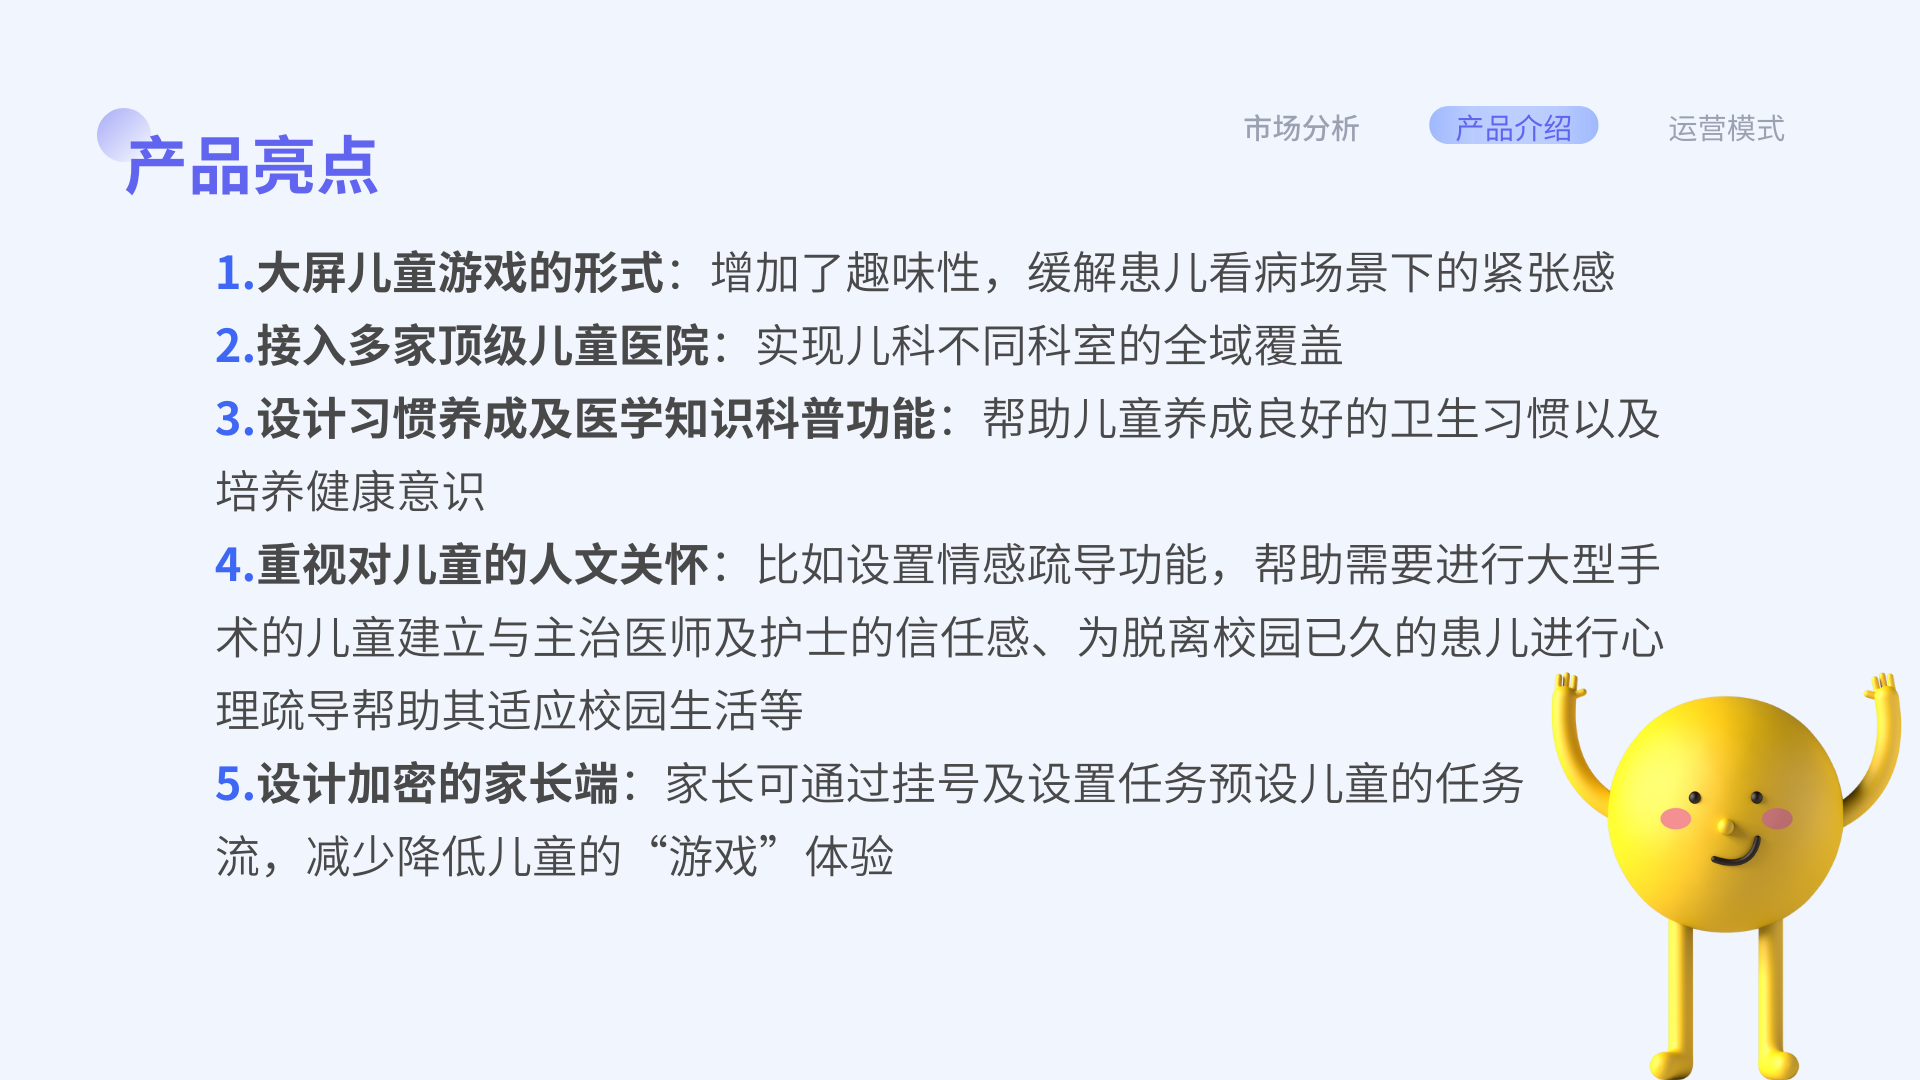 产品亮点
市场分析
产品介绍
运营模式
1.大屏儿童游戏的形式：增加了趣味性，缓解患儿看病场景下的紧张感
2.接入多家顶级儿童医院：实现儿科不同科室的全域覆盖
3.设计习惯养成及医学知识科普功能：帮助儿童养成良好的卫生习惯以及
培养健康意识
4.重视对儿童的人文关怀：比如设置情感疏导功能，帮助需要进行大型手
术的儿童建立与主治医师及护士的信任感、为脱离校园已久的患儿进行心
理疏导帮助其适应校园生活等
5.设计加密的家长端：家长可通过挂号及设置任务预设儿童的任务
流，减少降低儿童的“游戏”体验